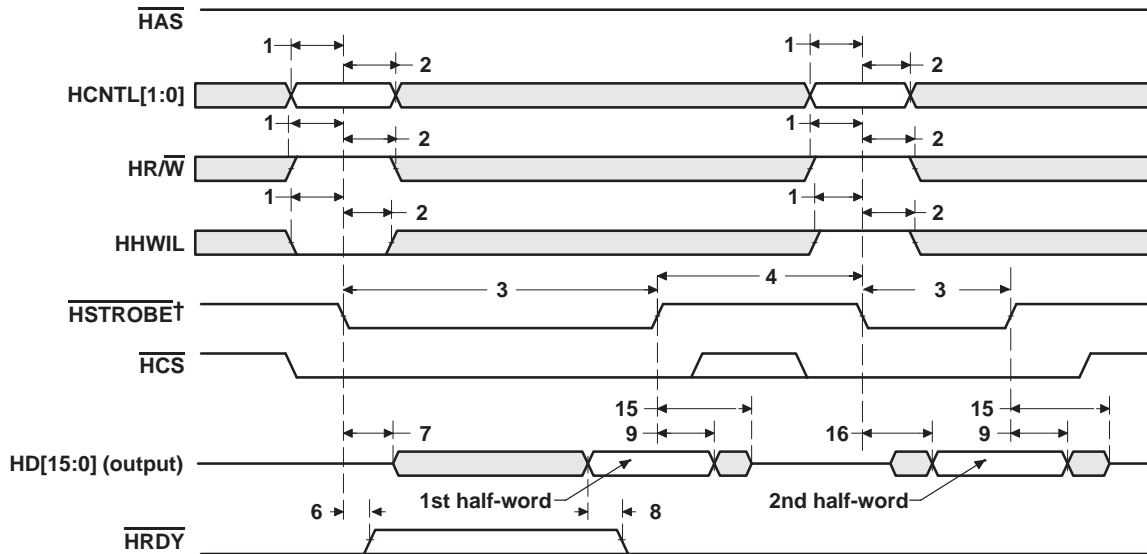 HAS
1
1
2
2
HCNTL[1:0]
1
1
2
2
HR/W
1
1
2
2
HHWIL
3
4
3
HSTROBE†
HCS
15
15
7
9
16
9
HD[15:0] (output)
1st half-word
2nd half-word
6
8
HRDY